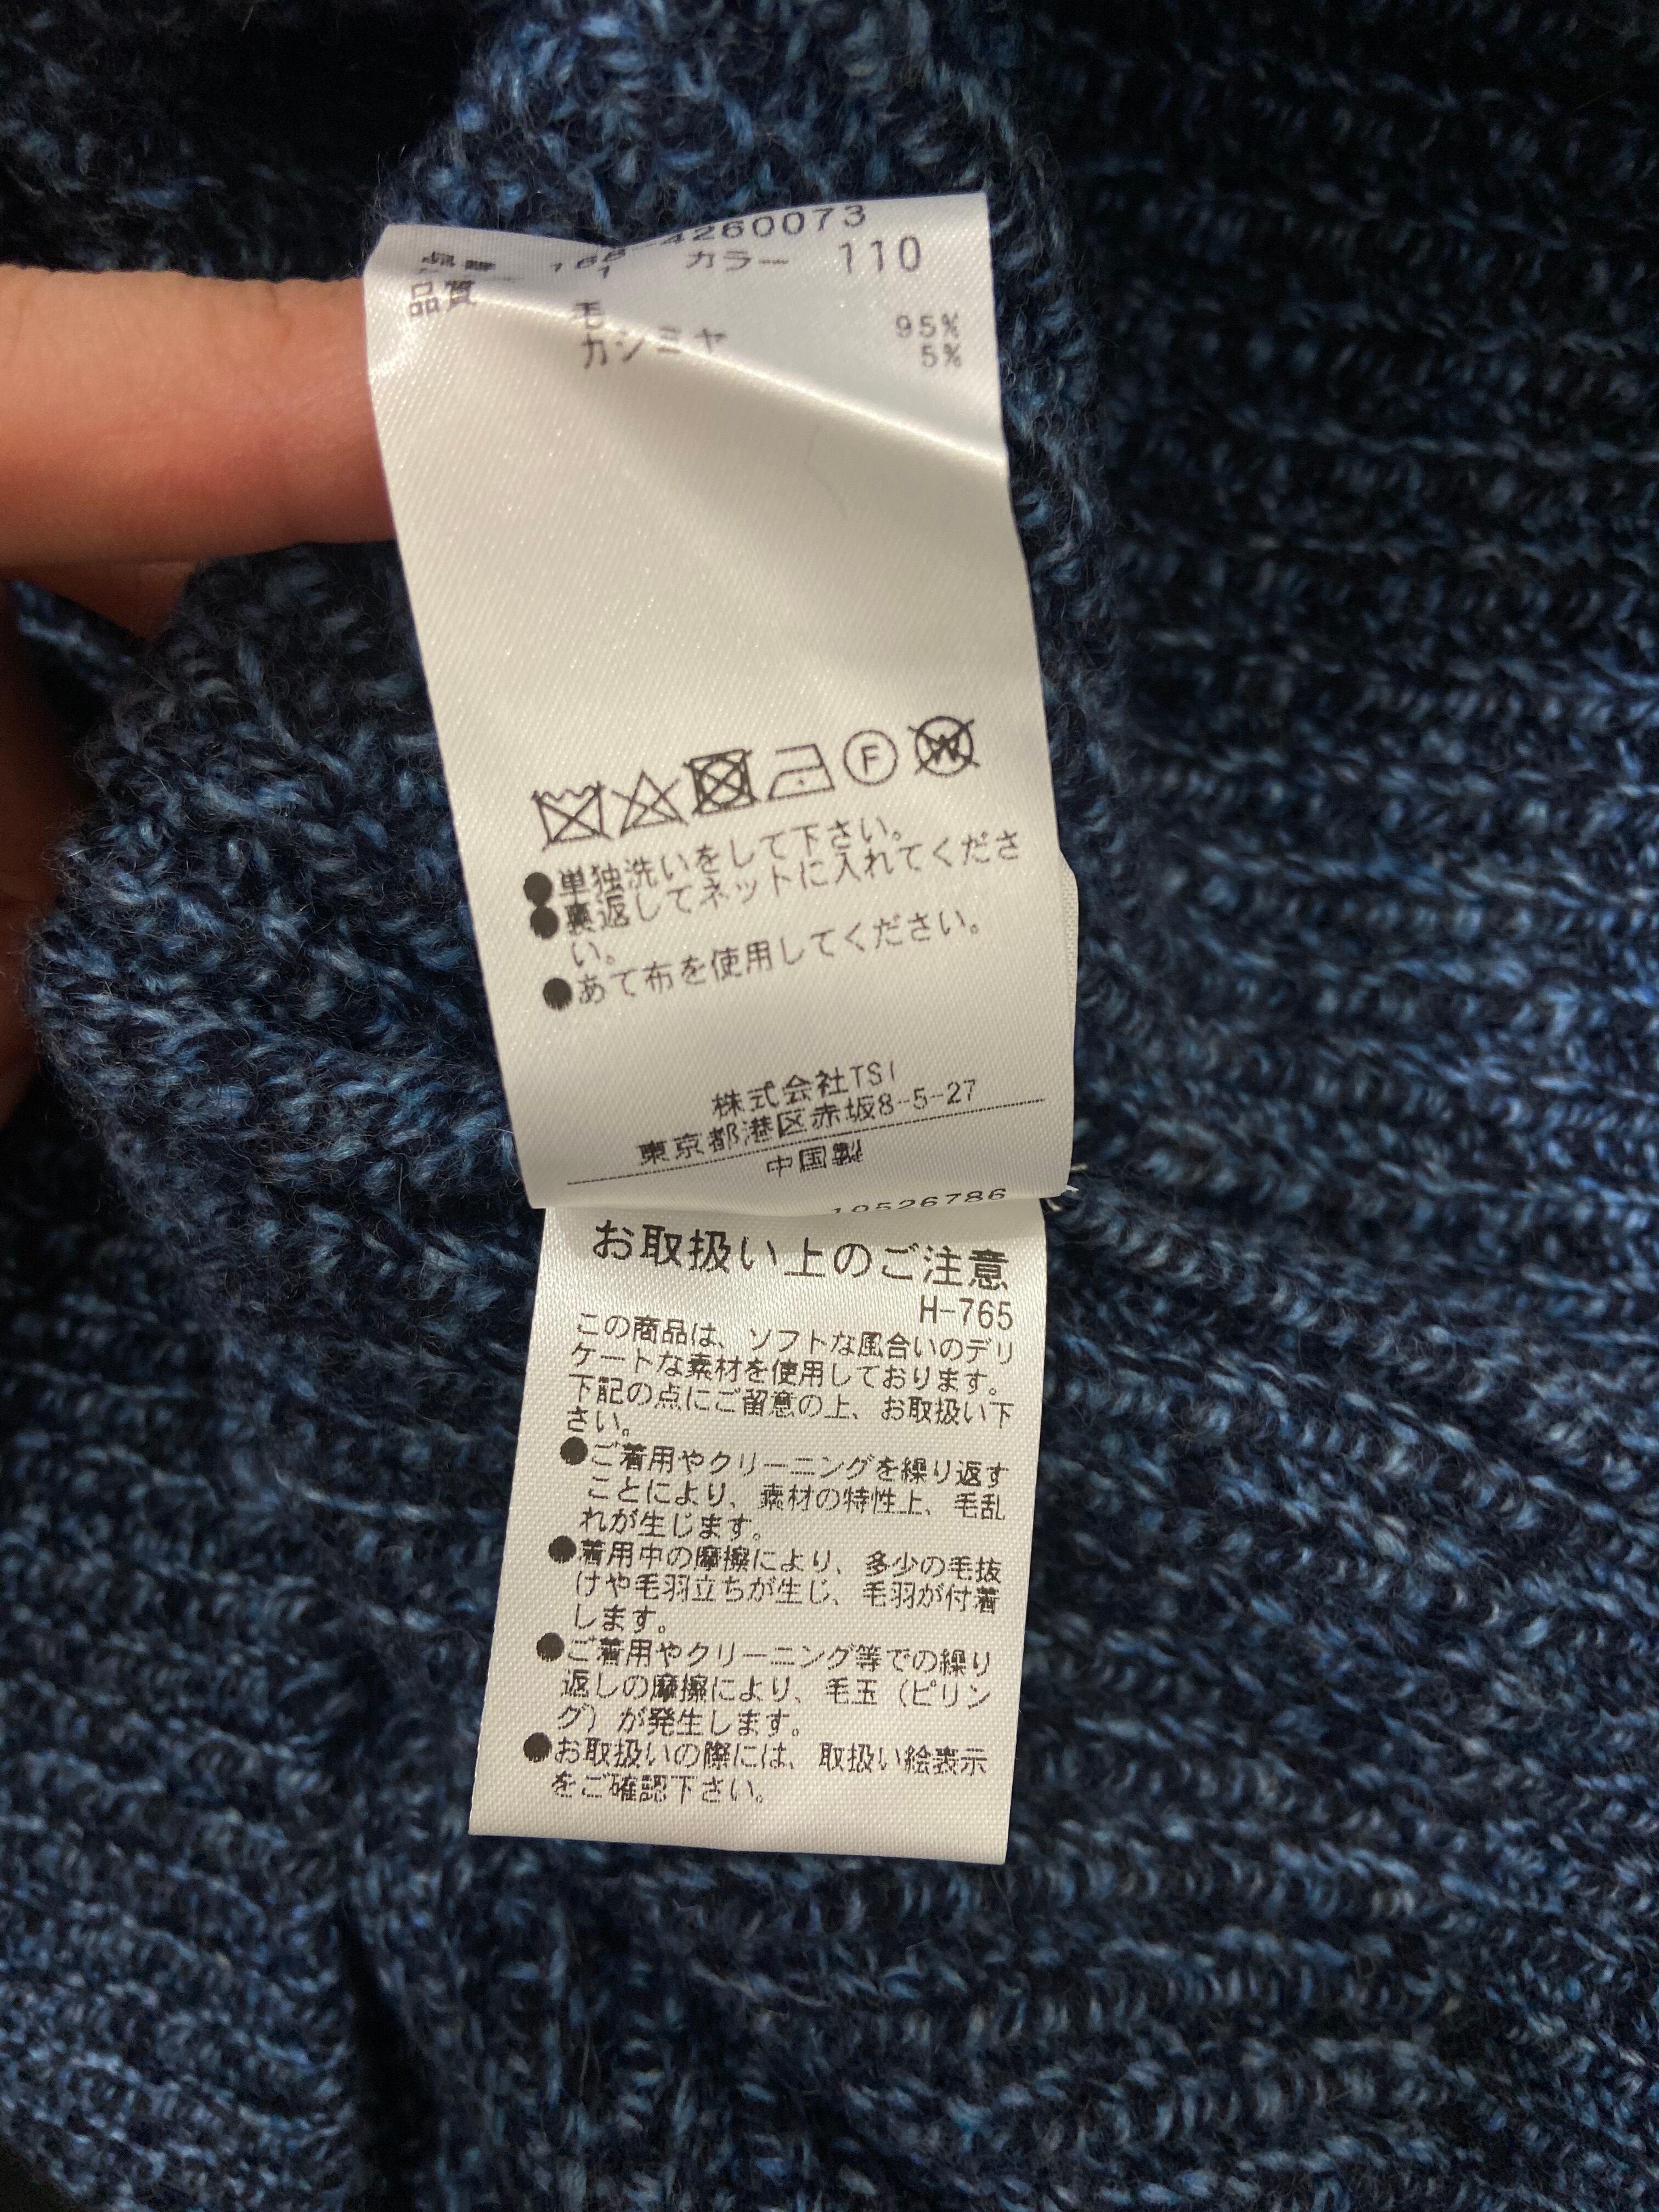 品番 168-4260073
1 カラー 110
品質
毛 95%
カシミヤ 5%
F W
●単独洗いをして下さい。
●裏返してネットに入れてくださ
い。
●あて布を使用してください。
株式会社TSI
東京都港区赤坂8-5-27
中国製
10526786
お取扱い上のご注意
H-765
この商品は、ソフトな風合いのデリ
ケートな素材を使用しております。
下記の点にご留意の上、お取扱い下
さい。
●ご着用やクリーニングを繰り返す
ことにより、素材の特性上、毛乱
れが生じます。
●着用中の摩擦により、多少の毛抜
けや毛羽立ちが生じ、毛羽が付着
します。
●ご着用やクリーニング等での繰り
返しの摩擦により、毛玉（ピリン
グ）が発生します。
●お取扱いの際には、取扱い絵表示
をご確認下さい。